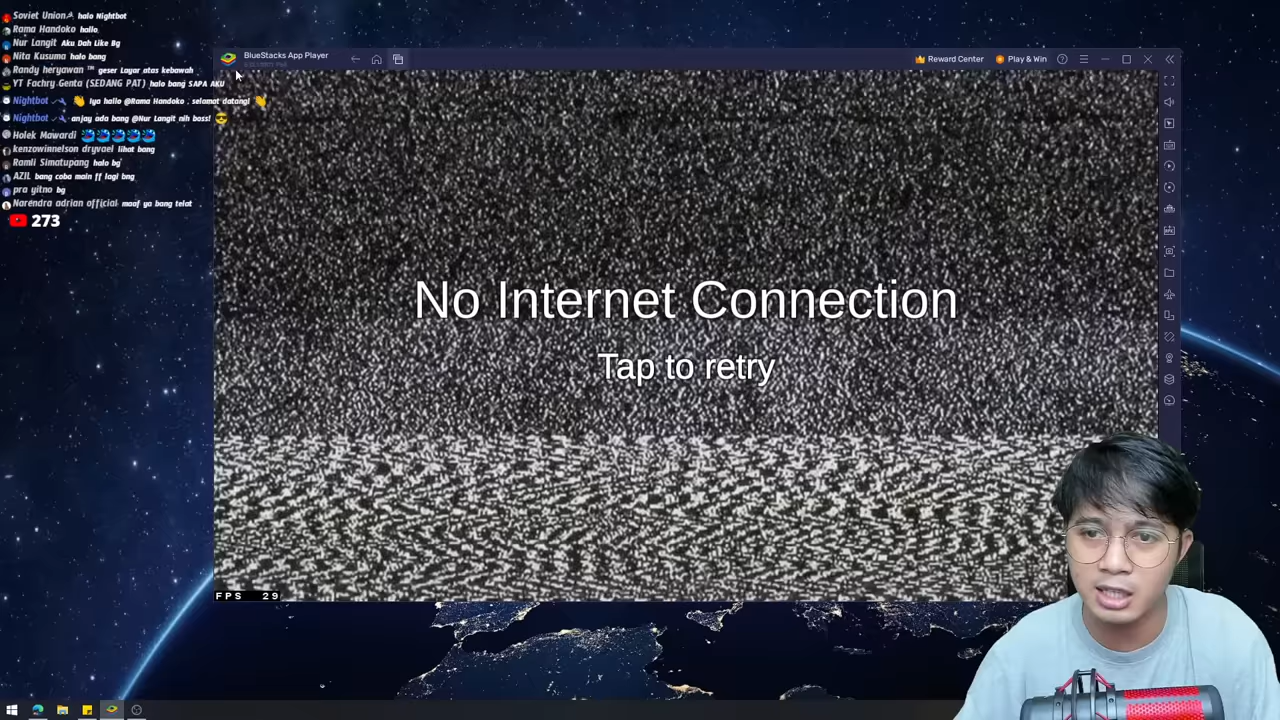 Soviet Union halo Nightbot
Rama Handoko hallo
Nur Langit Aku Dah Like Bg
Nita Kusuma halo bang
Randy heryawan ™ geser Layar atas kebawah
YT Fachry Genta (SEDANG PAT) halo bang SAPA AKU
Nightbot 👋 Iya hallo @Rama Handoko , selamat datang! 👋
Nightbot anjay ada bang @Nur Langit nih boss! 😎
Holek Mawardi
kenzowinnelson dryvael lihat bang
Ramli Simatupang halo bg
AZIL bang coba main ff lagi bng
pra yitno bg
Narendra adrian official maaf ya bang telat
273
BlueStacks App Player
Reward Center
Play & Win
No Internet Connection
Tap to retry
FPS 29